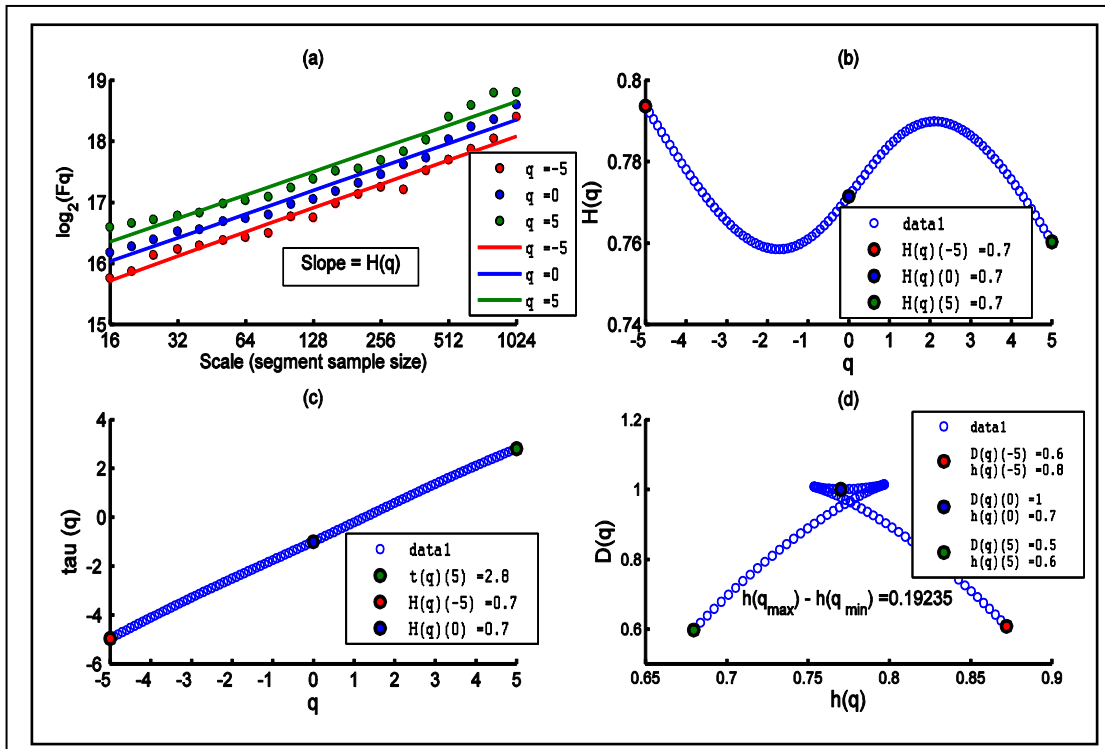 (a)
19
18
17
16
15
log2(Fq)
16 32 64 128 256 512 1024
Scale (segment sample size)
Slope = H(q)
q =-5
q =0
q =5
q =-5
q =0
q =5
(b)
0.8
0.78
0.76
0.74
H(q)
-5 -4 -3 -2 -1 0 1 2 3 4 5
q
data1
H(q)(-5) =0.7
H(q)(0) =0.7
H(q)(5) =0.7
(c)
4
2
0
-2
-4
-6
tau (q)
-5 -4 -3 -2 -1 0 1 2 3 4 5
q
data1
t(q)(5) =2.8
H(q)(-5) =0.7
H(q)(0) =0.7
(d)
1.2
1
0.8
0.6
D(q)
0.65 0.7 0.75 0.8 0.85 0.9
h(q)
data1
D(q)(-5) =0.6
h(q)(-5) =0.8
D(q)(0) =1
h(q)(0) =0.7
D(q)(5) =0.5
h(q)(5) =0.6
h(qmax) - h(qmin) =0.19235